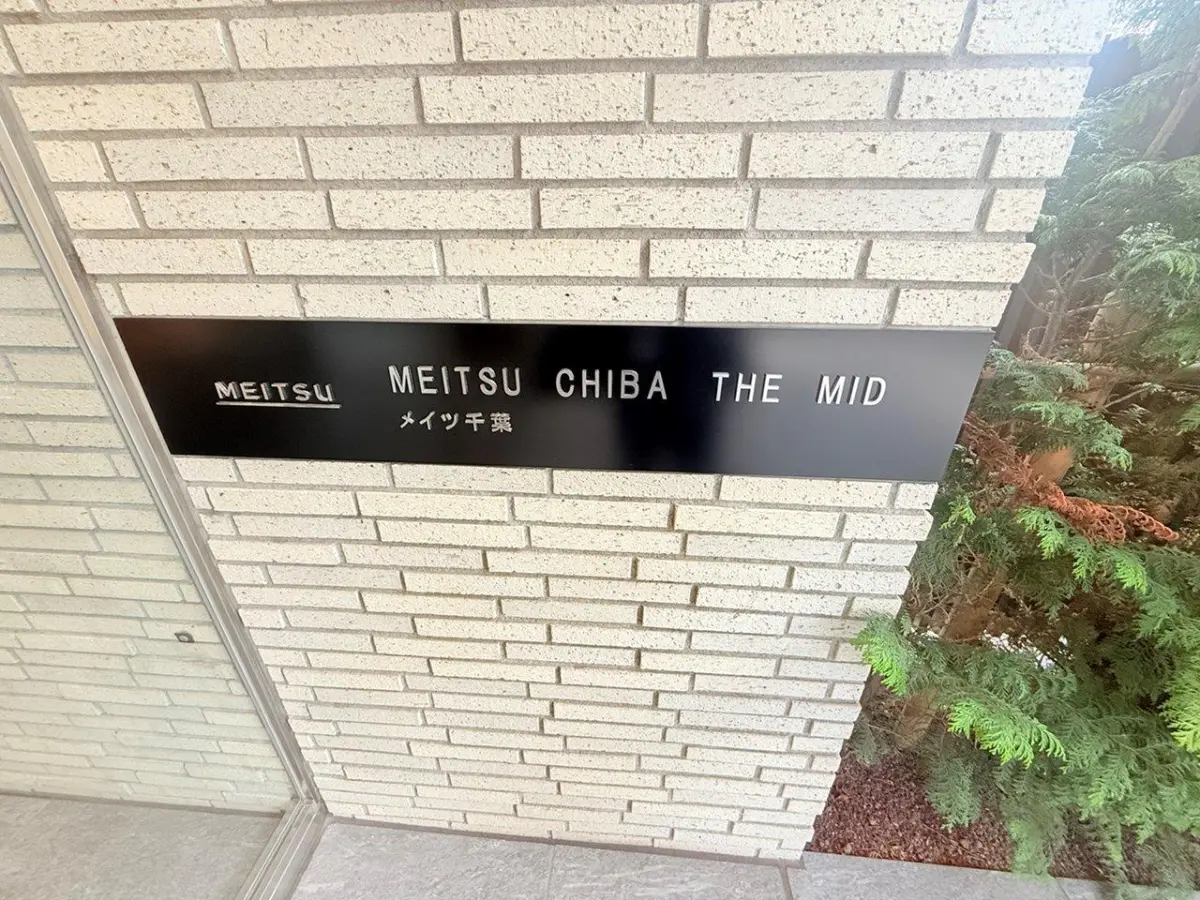 MEITSU
MEITSU CHIBA THE MID
メイツ千葉